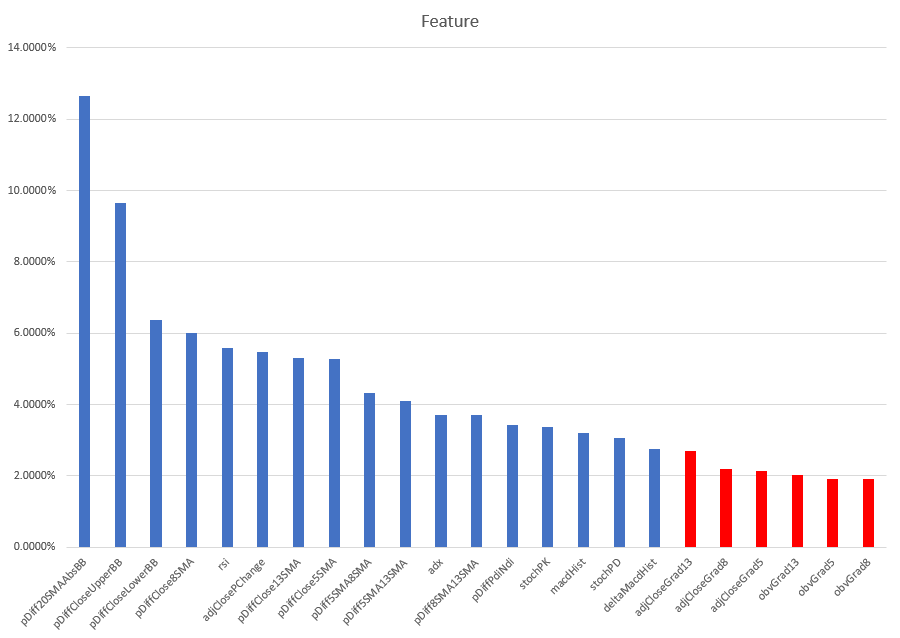 Feature
14.0000%
12.0000%
10.0000%
8.0000%
6.0000%
4.0000%
2.0000%
0.0000%
pDiff20SMAAbsBB
pDiffCloseUpperBB
pDiffCloseLowerBB
pDiffClose8SMA
rsi
adjClosePChange
pDiffClose13SMA
pDiffClose5SMA
pDiff5SMA8SMA
pDiff5SMA13SMA
adx
pDiff8SMA13SMA
pDiffPdiNdi
stochPK
macdHist
stochPD
deltaMacdHist
adjCloseGrad13
adjCloseGrad8
adjCloseGrad5
obvGrad13
obvGrad5
obvGrad8